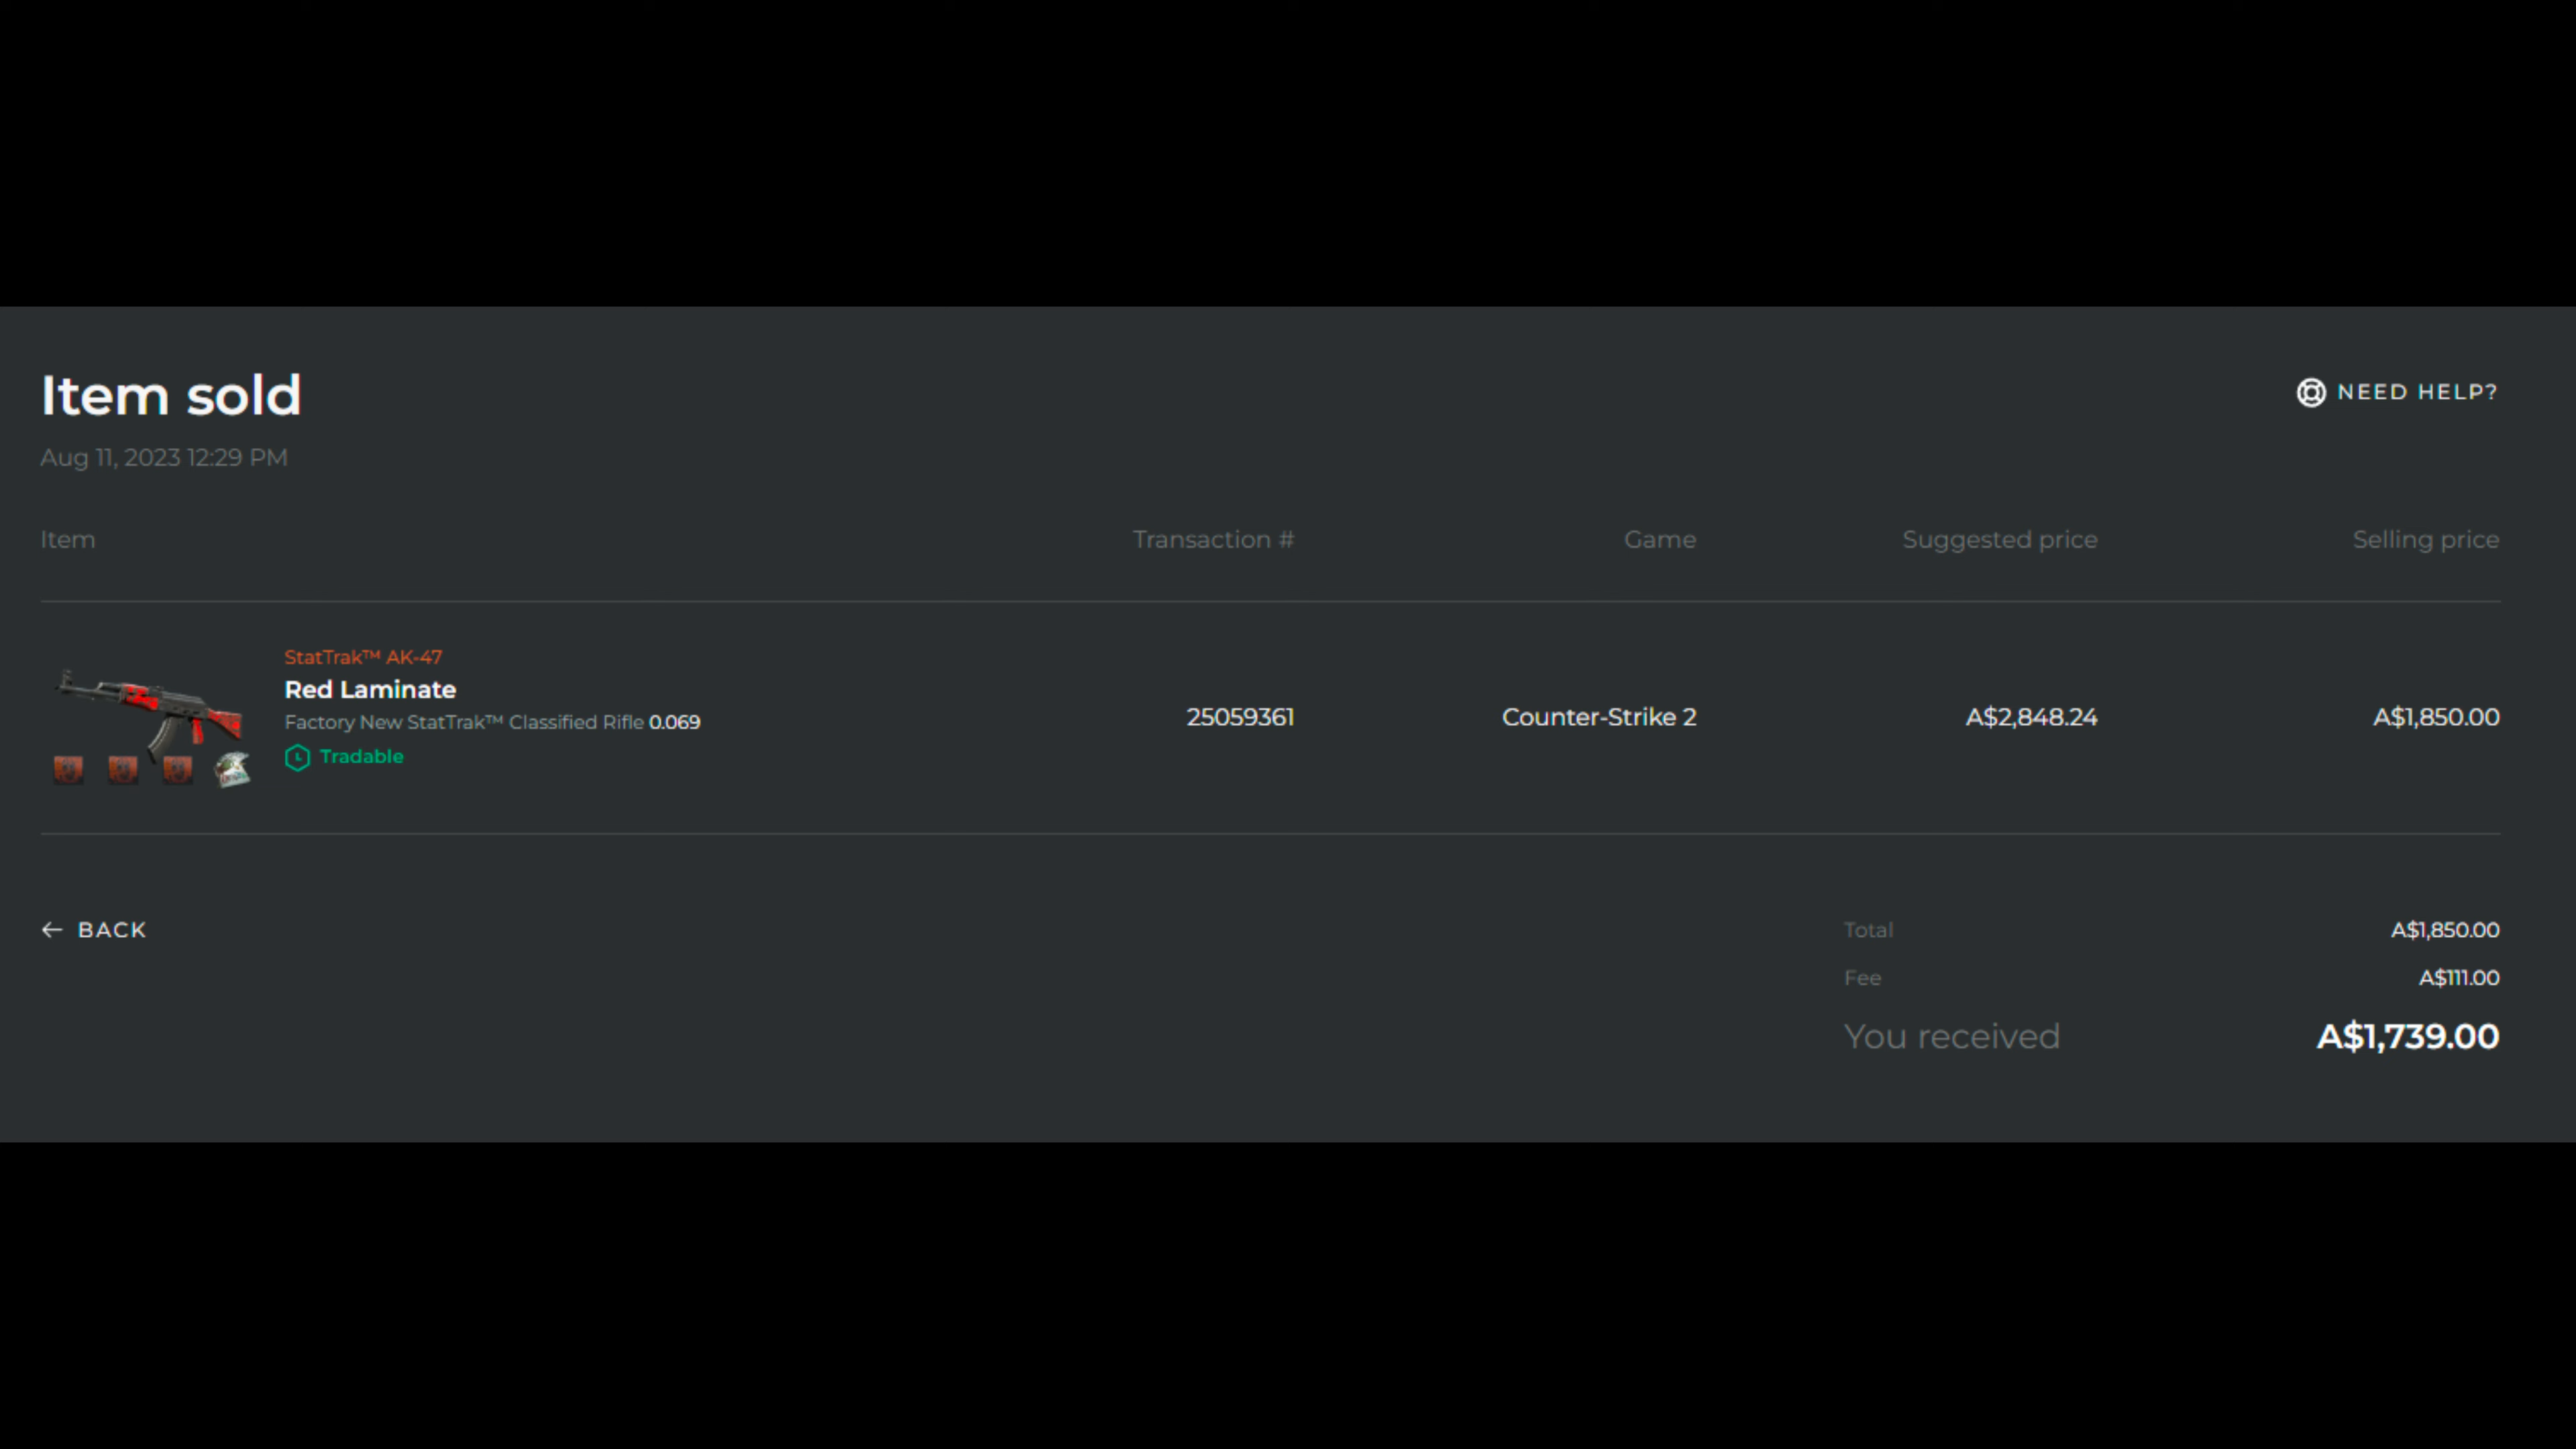 Item sold
NEED HELP?
Aug 11, 2023 12:29 PM
Item Transaction # Game Suggested price Selling price
StatTrak™ AK-47
Red Laminate
Factory New StatTrak™ Classified Rifle 0.069
Tradable
25059361 Counter-Strike 2 A$2,848.24 A$1,850.00
← BACK
Total A$1,850.00
Fee A$111.00
You received A$1,739.00